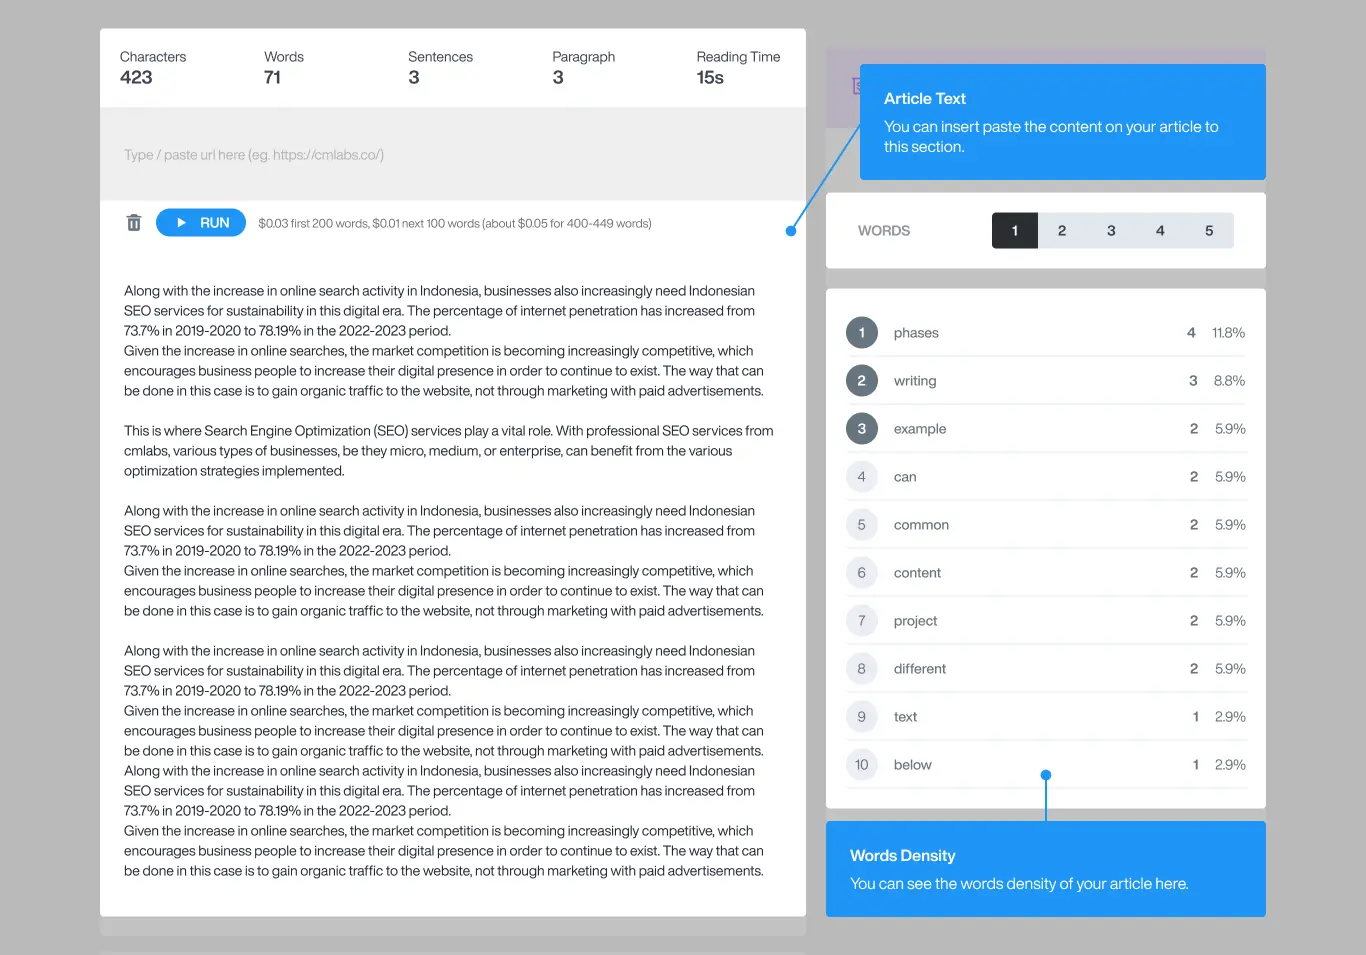 Characters Words Sentences Paragraph Reading Time
423 71 3 3 15s
Type / paste url here (eg. https://cmlabs.co/)
RUN $0.03 first 200 words, $0.01 next 100 words (about $0.05 for 400-449 words)
Along with the increase in online search activity in Indonesia, businesses also increasingly need Indonesian
SEO services for sustainability in this digital era. The percentage of internet penetration has increased from
73.7% in 2019-2020 to 78.19% in the 2022-2023 period.
Given the increase in online searches, the market competition is becoming increasingly competitive, which
encourages business people to increase their digital presence in order to continue to exist. The way that can
be done in this case is to gain organic traffic to the website, not through marketing with paid advertisements.
This is where Search Engine Optimization (SEO) services play a vital role. With professional SEO services from
cmlabs, various types of businesses, be they micro, medium, or enterprise, can benefit from the various
optimization strategies implemented.
Along with the increase in online search activity in Indonesia, businesses also increasingly need Indonesian
SEO services for sustainability in this digital era. The percentage of internet penetration has increased from
73.7% in 2019-2020 to 78.19% in the 2022-2023 period.
Given the increase in online searches, the market competition is becoming increasingly competitive, which
encourages business people to increase their digital presence in order to continue to exist. The way that can
be done in this case is to gain organic traffic to the website, not through marketing with paid advertisements.
Along with the increase in online search activity in Indonesia, businesses also increasingly need Indonesian
SEO services for sustainability in this digital era. The percentage of internet penetration has increased from
73.7% in 2019-2020 to 78.19% in the 2022-2023 period.
Given the increase in online searches, the market competition is becoming increasingly competitive, which
encourages business people to increase their digital presence in order to continue to exist. The way that can
be done in this case is to gain organic traffic to the website, not through marketing with paid advertisements.
Along with the increase in online search activity in Indonesia, businesses also increasingly need Indonesian
SEO services for sustainability in this digital era. The percentage of internet penetration has increased from
73.7% in 2019-2020 to 78.19% in the 2022-2023 period.
Given the increase in online searches, the market competition is becoming increasingly competitive, which
encourages business people to increase their digital presence in order to continue to exist. The way that can
be done in this case is to gain organic traffic to the website, not through marketing with paid advertisements.
Article Text
You can insert paste the content on your article to
this section.
WORDS 1 2 3 4 5
1 phases 4 11.8%
2 writing 3 8.8%
3 example 2 5.9%
4 can 2 5.9%
5 common 2 5.9%
6 content 2 5.9%
7 project 2 5.9%
8 different 2 5.9%
9 text 1 2.9%
10 below 1 2.9%
Words Density
You can see the words density of your article here.